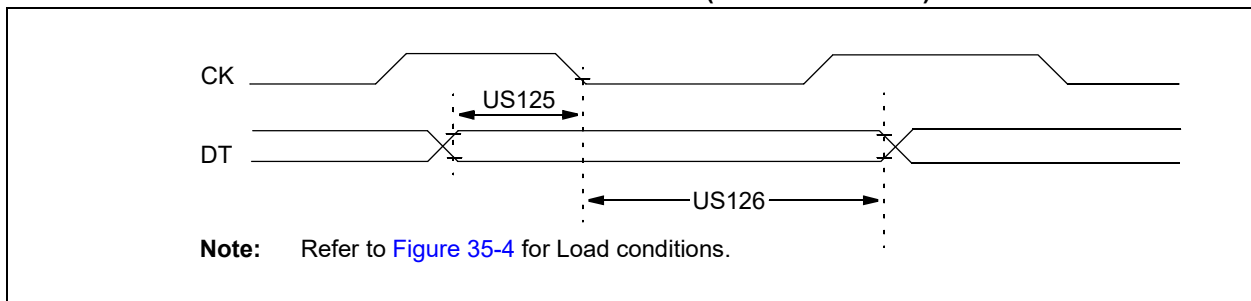 CK
US125
DT
US126
Note: Refer to Figure 35-4 for Load conditions.